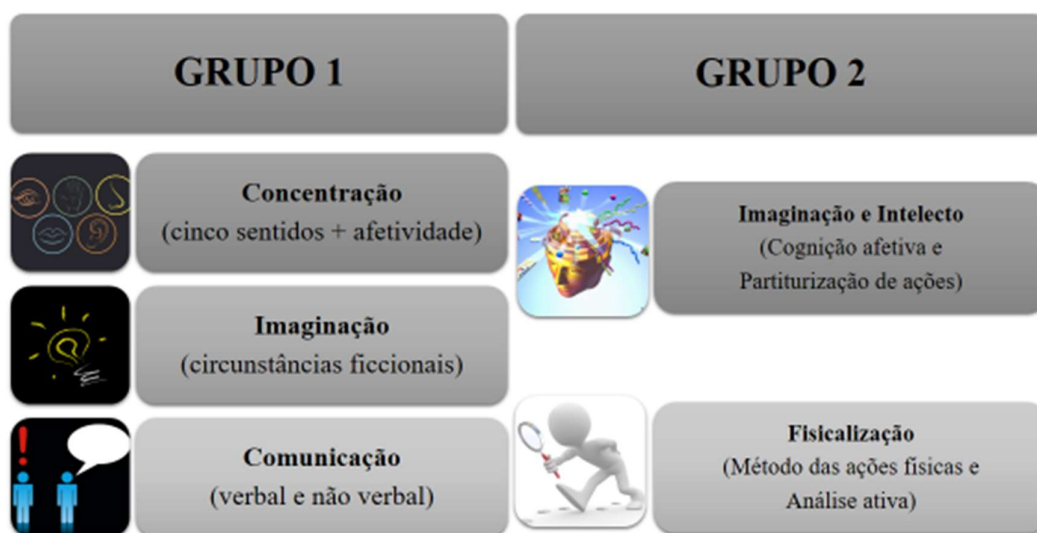 GRUPO 1
Concentração
(cinco sentidos + afetividade)
Imaginação
(circunstâncias ficcionais)
Comunicação
(verbal e não verbal)
GRUPO 2
Imaginação e Intelecto
(Cognição afetiva e
Partiturização de ações)
Fisicalização
(Método das ações físicas e
Análise ativa)